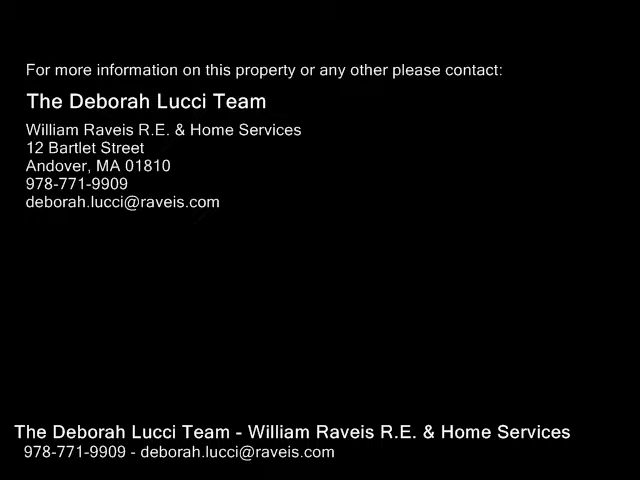 For more information on this property or any other please contact:
The Deborah Lucci Team
William Raveis R.E. & Home Services
12 Bartlet Street
Andover, MA 01810
978-771-9909
deborah.lucci@raveis.com
The Deborah Lucci Team - William Raveis R.E. & Home Services
978-771-9909 - deborah.lucci@raveis.com